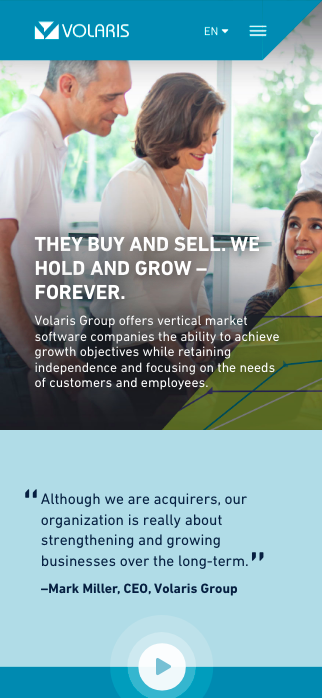 VOLARIS
EN
THEY BUY AND SELL. WE
HOLD AND GROW –
FOREVER.
Volaris Group offers vertical market
software companies the ability to achieve
growth objectives while retaining
independence and focusing on the needs
of customers and employees.
“Although we are acquirers, our
organization is really about
strengthening and growing
businesses over the long-term.”
–Mark Miller, CEO, Volaris Group